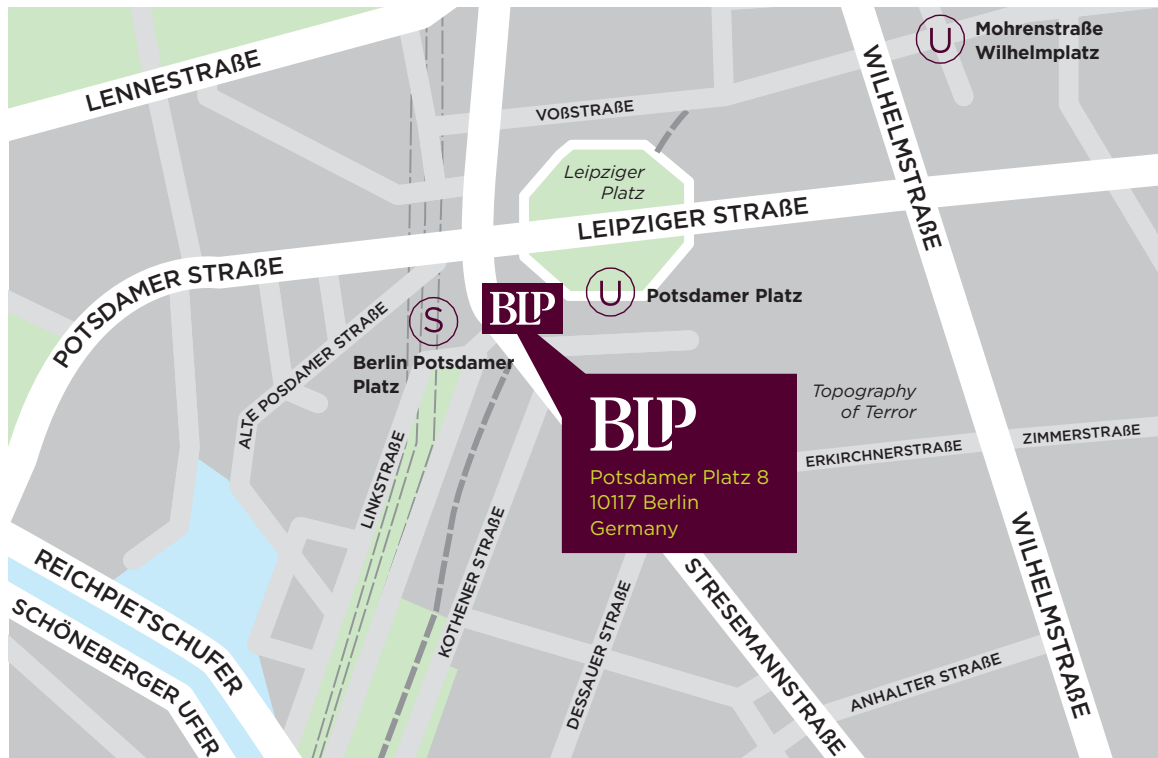 Mohrenstraße
Wilhelmplatz
U
LENNESTRAßE
VOßSTRAßE
WILHELMSTRAßE
Leipziger
Platz
LEIPZIGER STRAßE
POTSDAMER STRAßE
U
Potsdamer Platz
BLP
S
Berlin Potsdamer
Platz
ALTE POSDAMER STRAßE
Topography
of Terror
BLP
Potsdamer Platz 8
10117 Berlin
Germany
ERKIRCHNERSTRAßE
ZIMMERSTRAßE
LINKSTRAßE
KOTHENER STRAßE
WILHELMSTRAßE
REICHPIETSCHUFER
SCHÖNEBERGER UFER
DESSAUER STRAßE
STRESEMANNSTRAßE
ANHALTER STRAßE